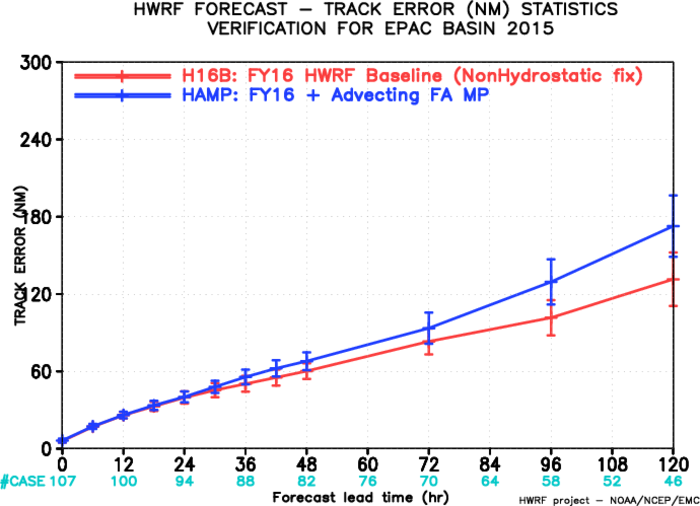 HWRF FORECAST – TRACK ERROR (NM) STATISTICS
VERIFICATION FOR EPAC BASIN 2015
H16B: FY16 HWRF Baseline (NonHydrostatic fix)
HAMP: FY16 + Advecting FA MP
TRACK ERROR (NM)
300
240
180
120
60
0
0 12 24 36 48 60 72 84 96 108 120
#CASE 107 100 94 88 82 76 70 64 58 52 46
Forecast lead time (hr)
HWRF project – NOAA/NCEP/EMC